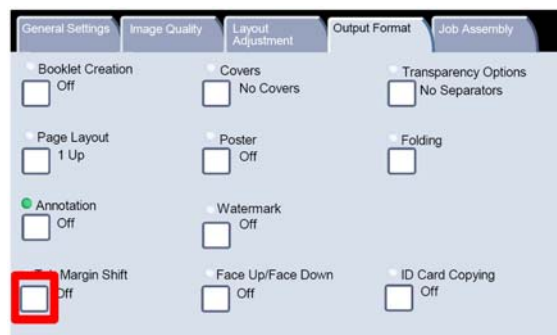 General Settings
Image Quality
Layout
Adjustment
Output Format
Job Assembly
Booklet Creation
Off
Covers
No Covers
Transparency Options
No Separators
Page Layout
1 Up
Poster
Off
Folding
Annotation
Off
Watermark
Off
Margin Shift
Off
Face Up/Face Down
Off
ID Card Copying
Off